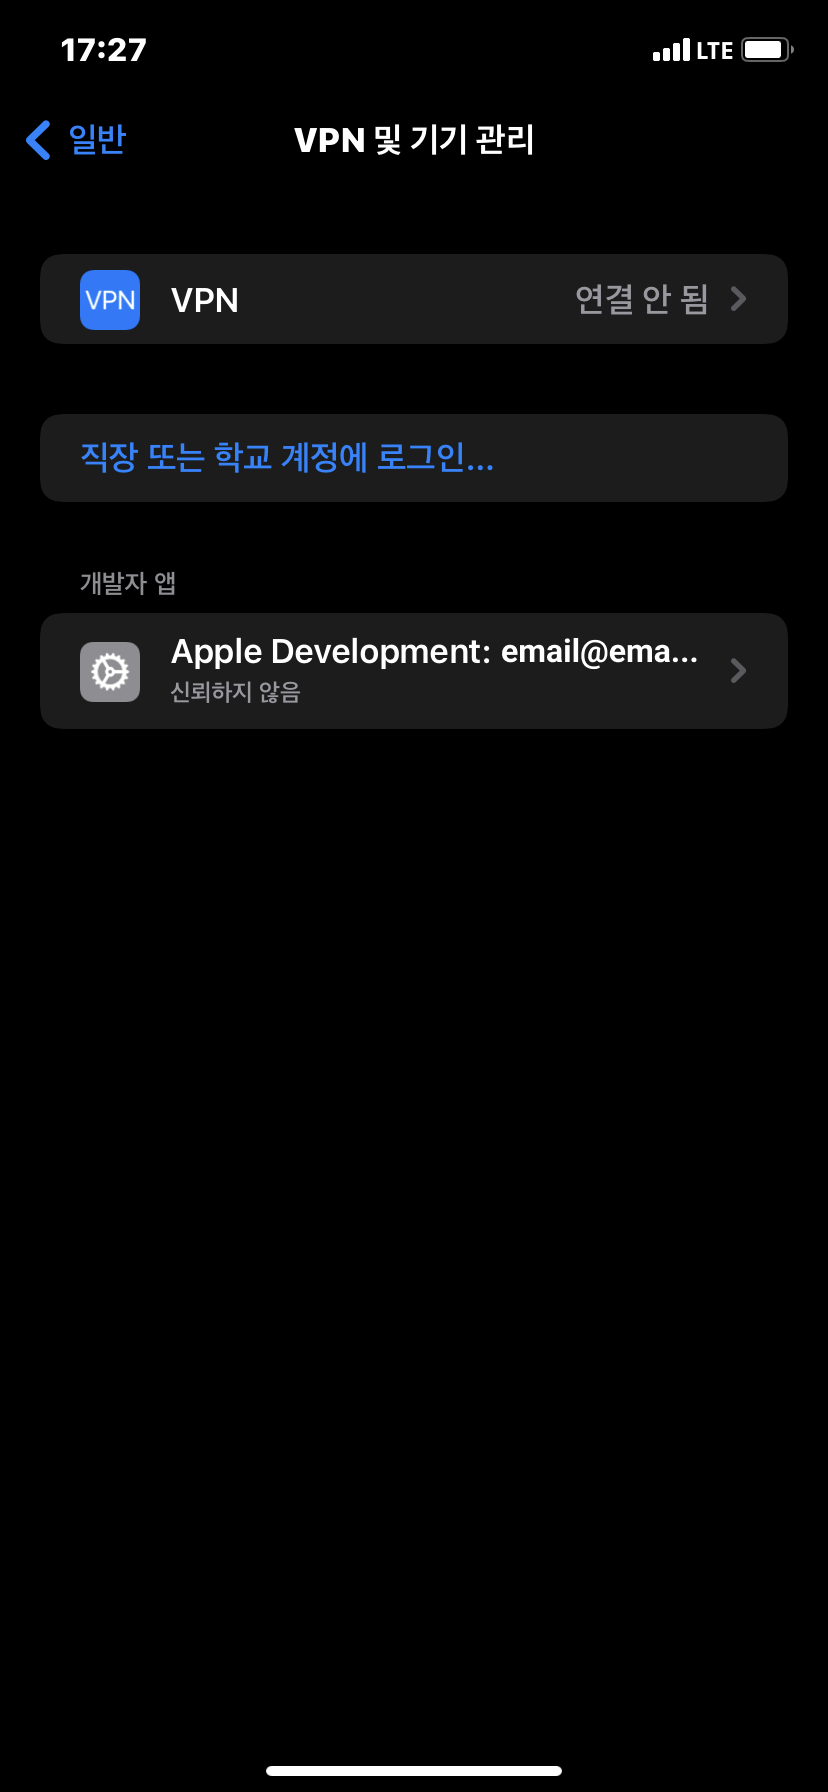 17:27
LTE
일반
VPN 및 기기 관리
VPN
VPN
연결 안 됨
직장 또는 학교 계정에 로그인...
개발자 앱
Apple Development: email@ema...
신뢰하지 않음